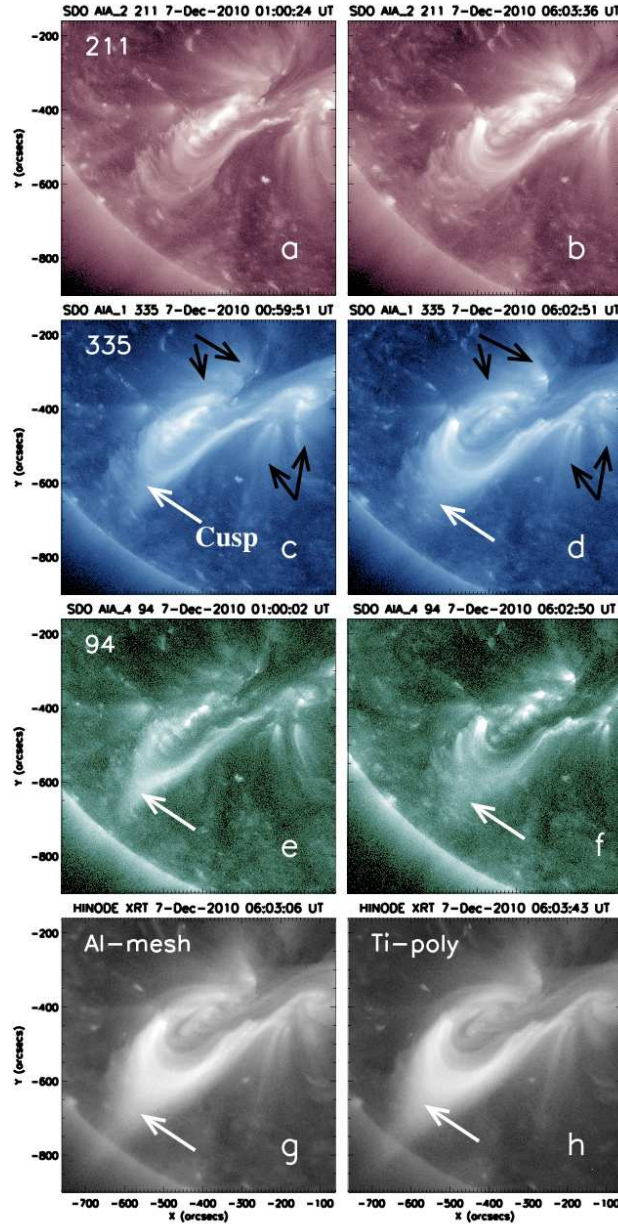 SDO AIA_2 211 7-Dec-2010 01:00:24 UT
SDO AIA_2 211 7-Dec-2010 06:03:36 UT
211
-200
-400
-600
-800
Y (arcsecs)
a
b
SDO AIA_1 335 7-Dec-2010 00:59:51 UT
SDO AIA_1 335 7-Dec-2010 06:02:51 UT
335
-200
-400
-600
-800
Y (arcsecs)
Cusp
c
d
SDO AIA_4 94 7-Dec-2010 01:00:02 UT
SDO AIA_4 94 7-Dec-2010 06:02:50 UT
94
-200
-400
-600
-800
Y (arcsecs)
e
f
HINODE XRT 7-Dec-2010 06:03:06 UT
HINODE XRT 7-Dec-2010 06:03:43 UT
Al-mesh
Ti-poly
-200
-400
-600
-800
Y (arcsecs)
g
h
-700 -600 -500 -400 -300 -200 -100
X (arcsecs)
-700 -600 -500 -400 -300 -200 -100
X (arcsecs)